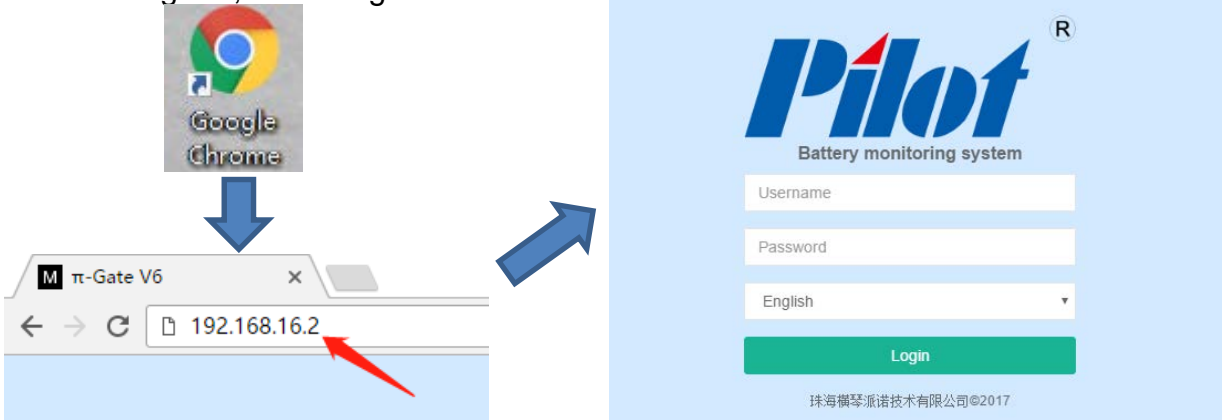 Google
Chrome
M π-Gate V6 ×
192.168.16.2
Pilot ®
Battery monitoring system
Username
Password
English
Login
珠海横琴派诺技术有限公司©2017